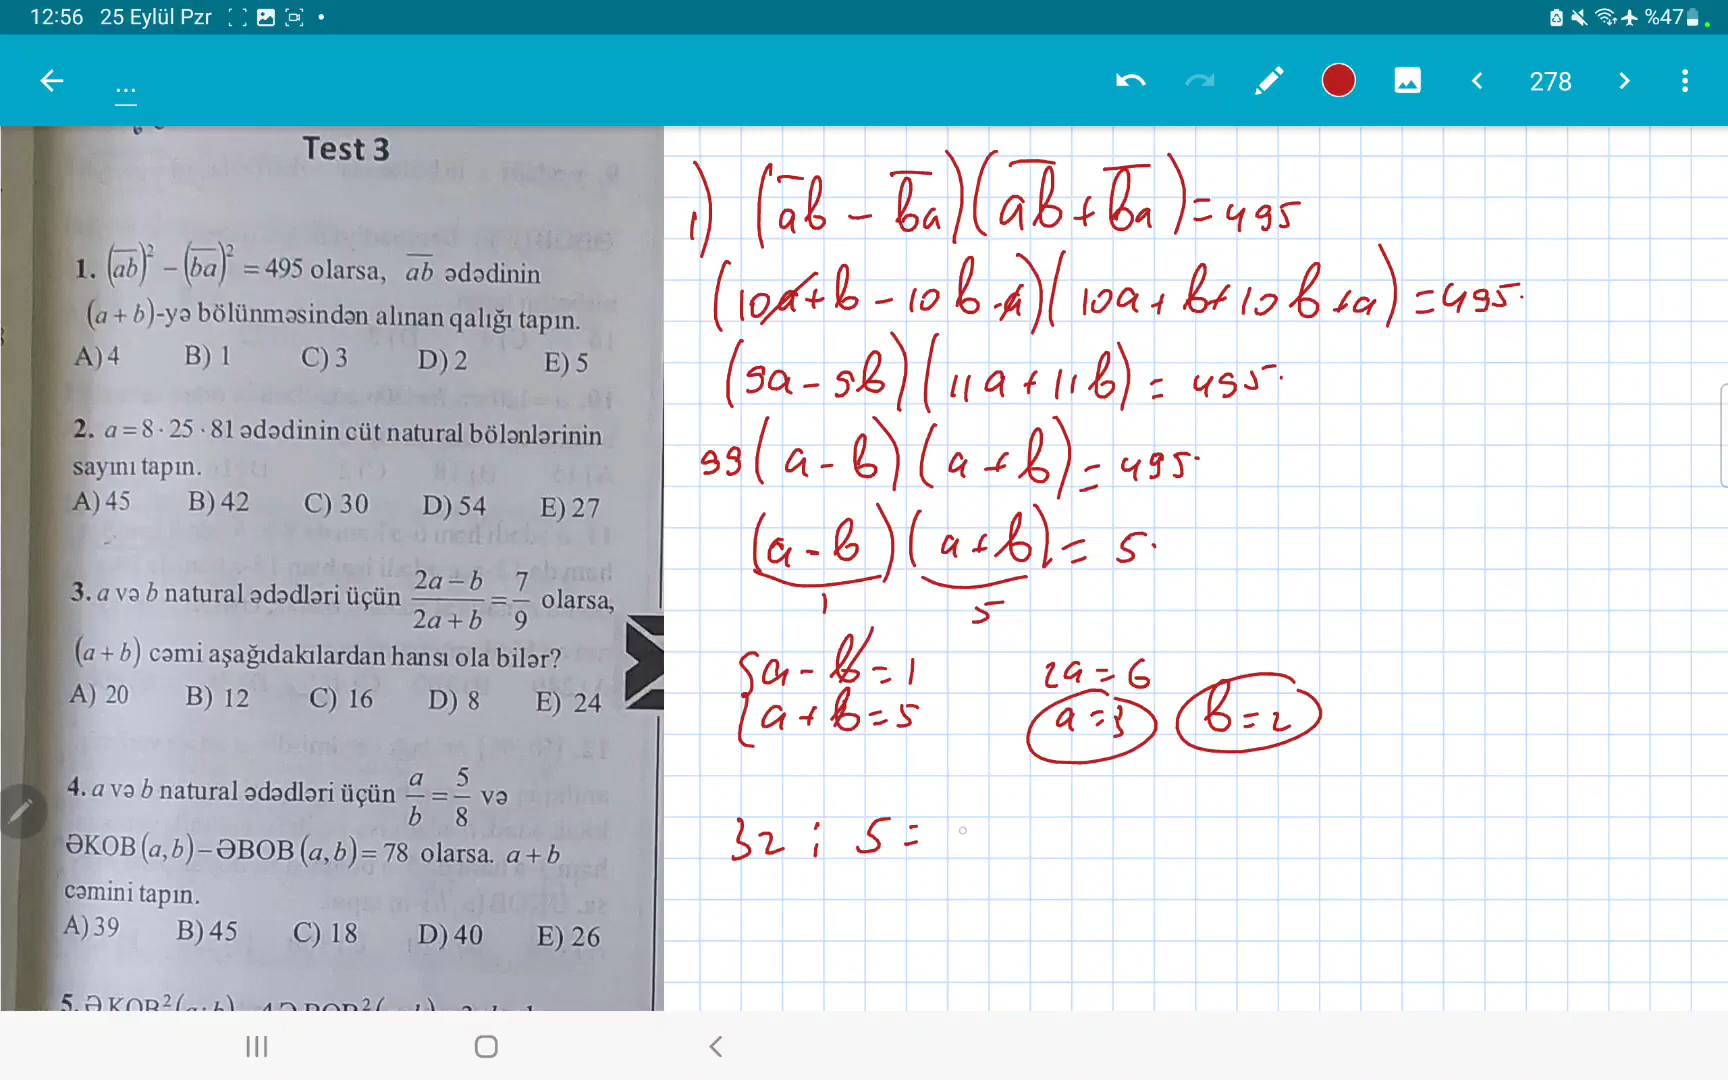 12:56 25 Eylül Pzr
%47
...
278
Test 3
1. (ab)² − (ba)² = 495 olarsa, ab ədədinin
(a + b)-yə bölünməsindən alınan qalığı tapın.
A) 4 B) 1 C) 3 D) 2 E) 5
2. a = 8 · 25 · 81 ədədinin cüt natural bölənlərinin
sayını tapın.
A) 45 B) 42 C) 30 D) 54 E) 27
3. a və b natural ədədləri üçün (2a − b)/(2a + b) = 7/9 olarsa,
(a + b) cəmi aşağıdakılardan hansı ola bilər?
A) 20 B) 12 C) 16 D) 8 E) 24
4. a və b natural ədədləri üçün a/b = 5/8 və
ƏKOB (a, b) − ƏBOB (a, b) = 78 olarsa. a + b
cəmini tapın.
A) 39 B) 45 C) 18 D) 40 E) 26
1) (ab − ba)(ab + ba) = 495
(10a + b − 10b − a)(10a + b + 10b + a) = 495.
(9a − 9b)(11a + 11b) = 495.
99(a − b)(a + b) = 495.
(a − b)(a + b) = 5.
1 5
{a − b = 1 2a = 6
{a + b = 5 a = 3 b = 2
32 : 5 =